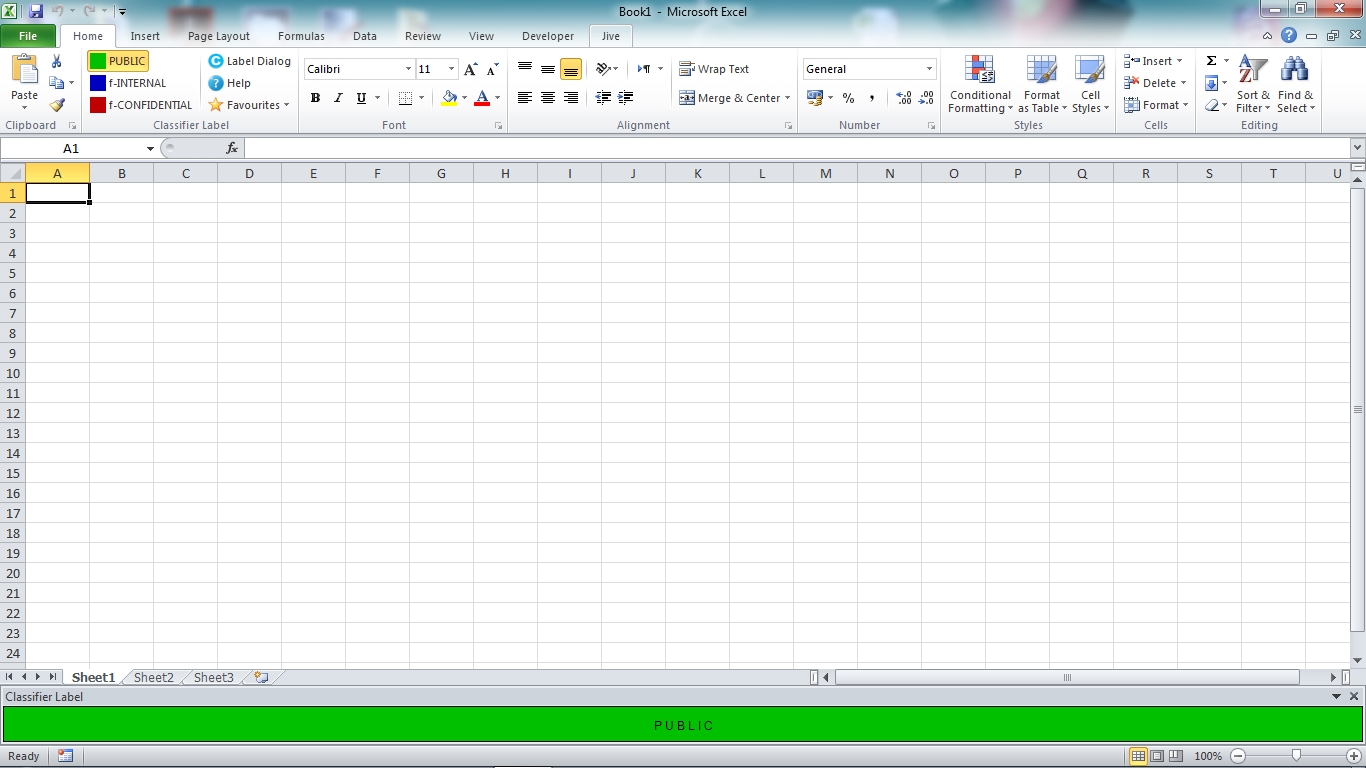 Book1 - Microsoft Excel
File Home Insert Page Layout Formulas Data Review View Developer Jive
PUBLIC Label Dialog Calibri 11 Wrap Text General Insert
Paste f-INTERNAL Help B I U Merge & Center % , Conditional Formatting Format as Table Cell Styles Delete Σ Sort & Filter Find & Select
f-CONFIDENTIAL Favourites Format
Clipboard Classifier Label Font Alignment Number Styles Cells Editing
A1 fx
A B C D E F G H I J K L M N O P Q R S T U
1
2
3
4
5
6
7
8
9
10
11
12
13
14
15
16
17
18
19
20
21
22
23
24
Sheet1 Sheet2 Sheet3
Classifier Label
PUBLIC
Ready 100%